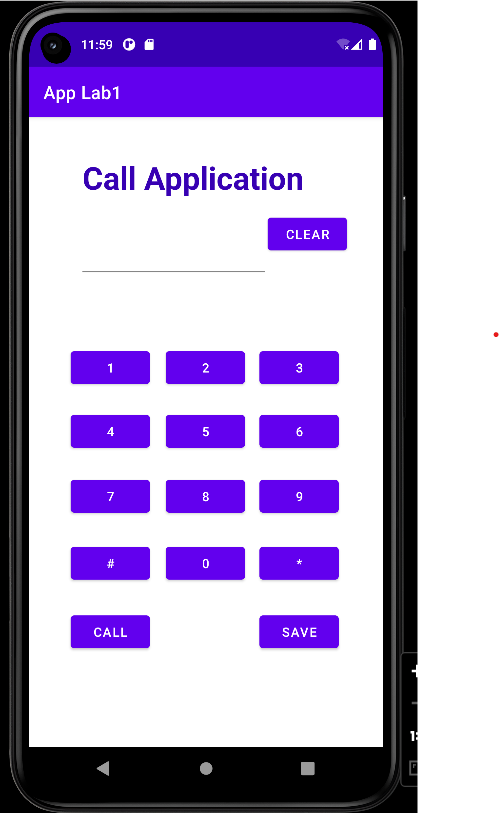 11:59
App Lab1
Call Application
CLEAR
1 2 3
4 5 6
7 8 9
# 0 *
CALL SAVE